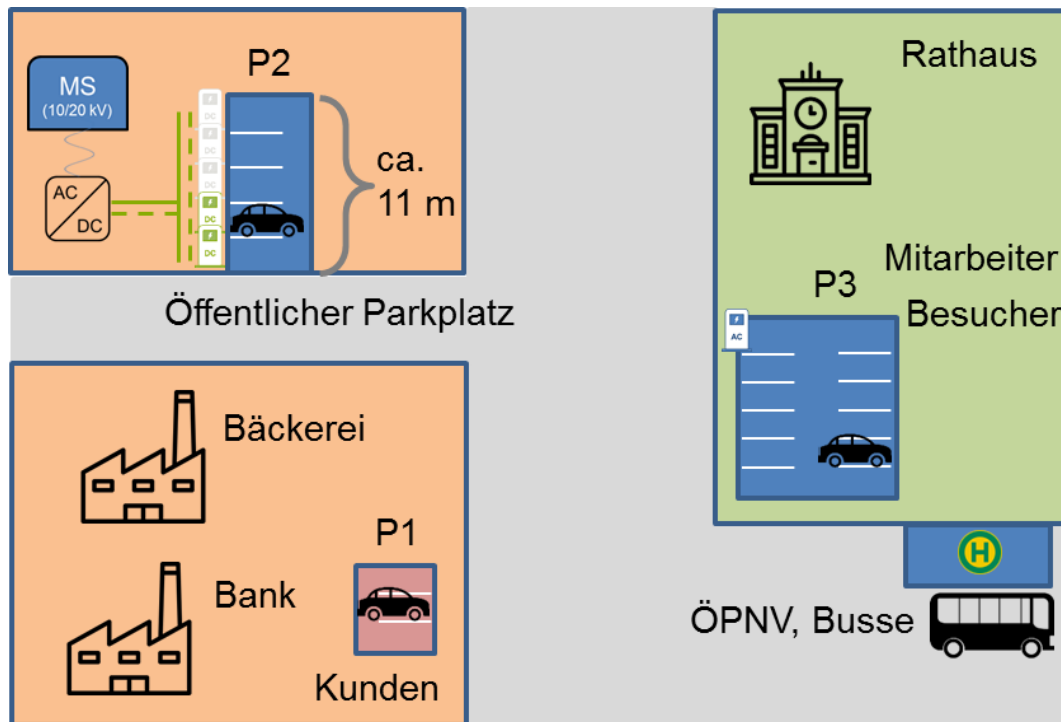 P2
MS
(10/20 kV)
AC
DC
DC
DC
DC
DC
DC
ca.
11 m
Öffentlicher Parkplatz
Bäckerei
Bank
P1
Kunden
Rathaus
Mitarbeiter
Besucher
P3
AC
H
ÖPNV, Busse